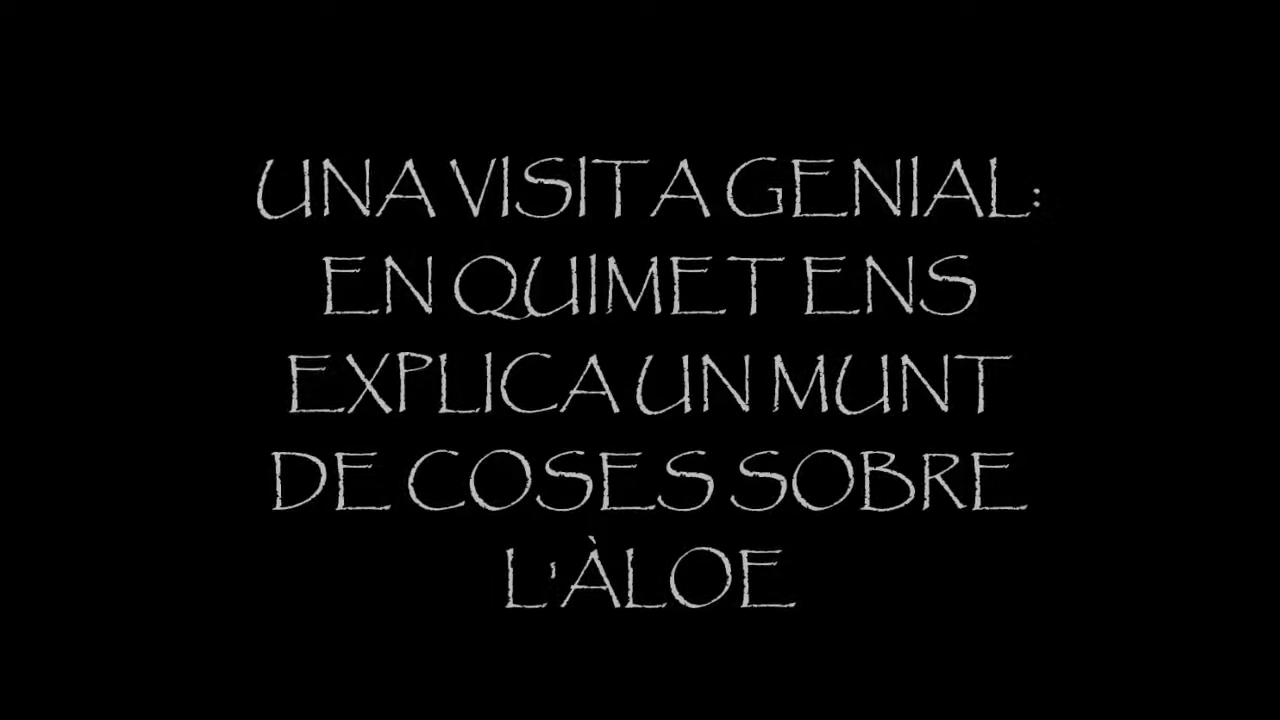 UNA VISITA GENIAL:
EN QUIMET ENS
EXPLICA UN MUNT
DE COSES SOBRE
L'ÀLOE